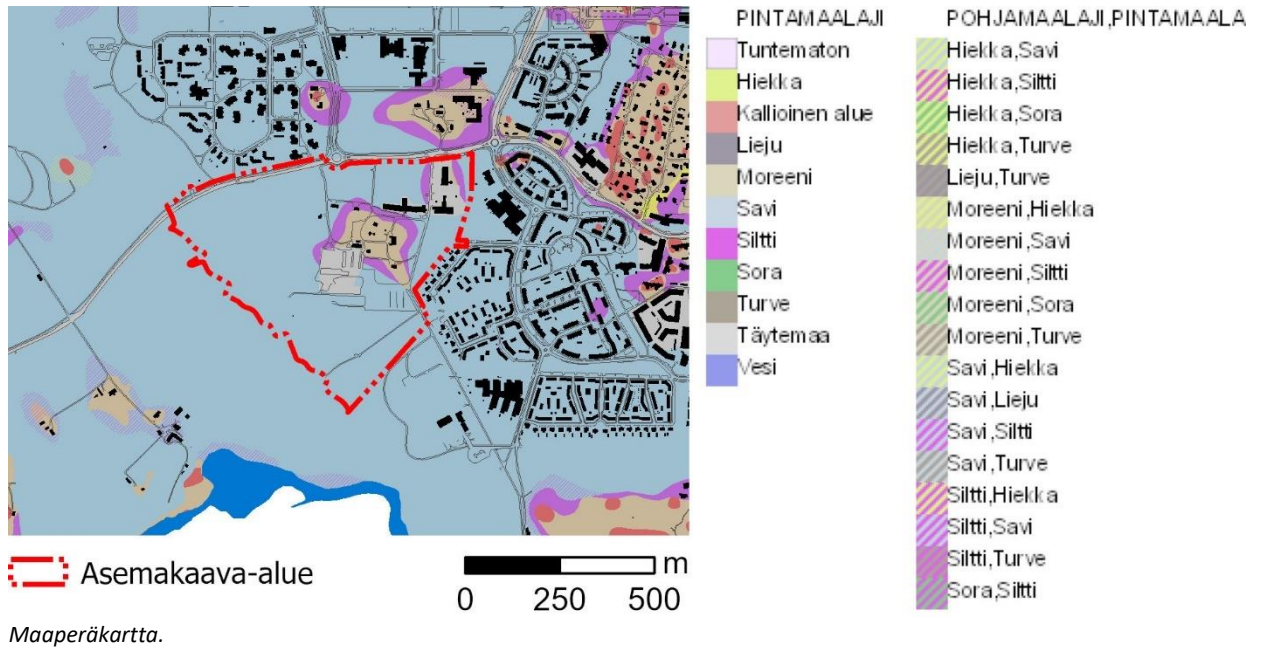 PINTAMAALAJI
Tuntematon
Hiekka
Kallioinen alue
Lieju
Moreeni
Savi
Siltti
Sora
Turve
Täytemaa
Vesi
POHJAMAALAJI,PINTAMAALA
Hiekka,Savi
Hiekka,Siltti
Hiekka,Sora
Hiekka,Turve
Lieju,Turve
Moreeni,Hiekka
Moreeni,Savi
Moreeni,Siltti
Moreeni,Sora
Moreeni,Turve
Savi,Hiekka
Savi,Lieju
Savi,Siltti
Savi,Turve
Siltti,Hiekka
Siltti,Savi
Siltti,Turve
Sora,Siltti
Asemakaava-alue
m
0 250 500
Maaperäkartta.